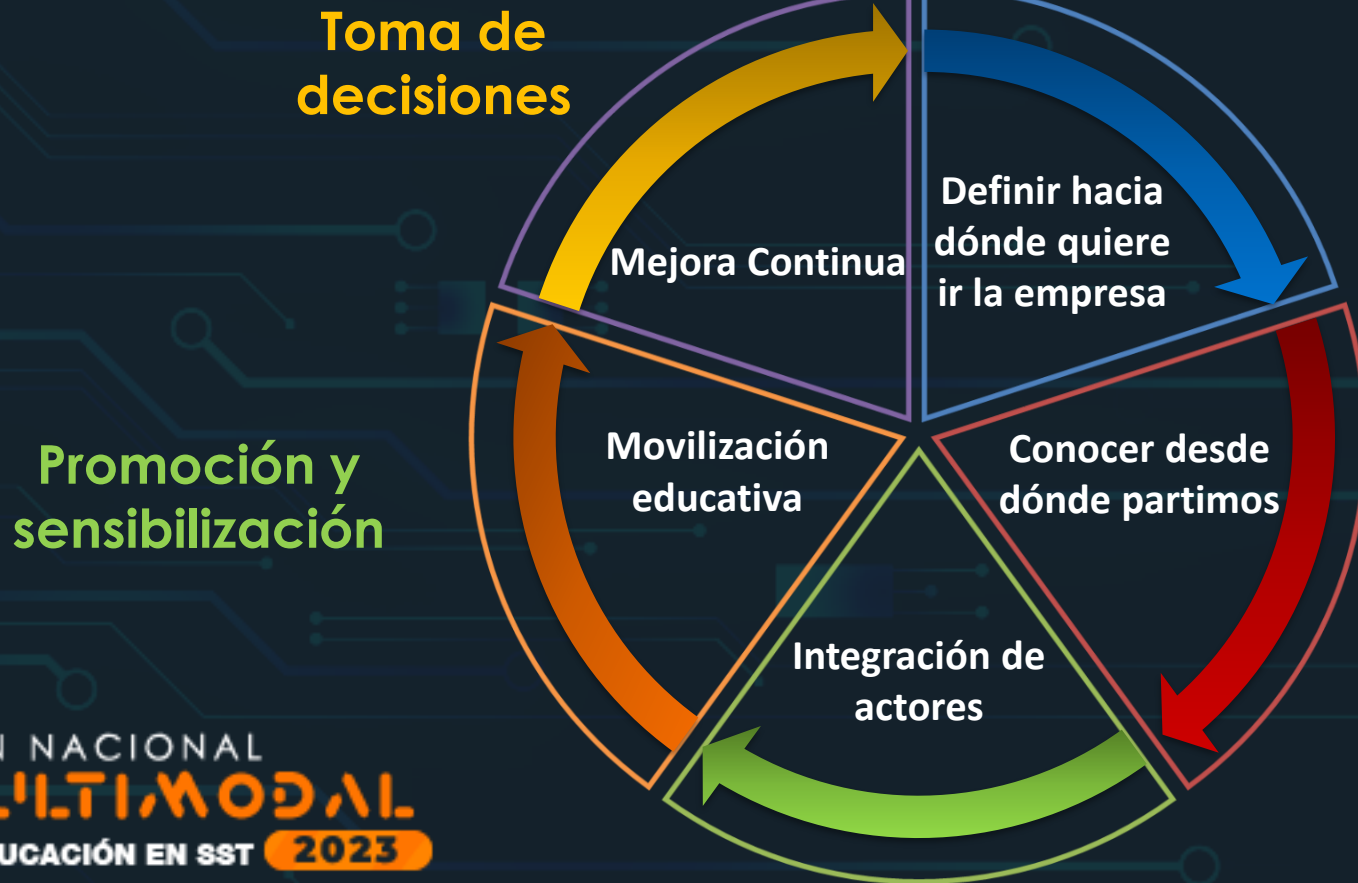 Toma de
decisiones
Definir hacia
dónde quiere
ir la empresa
Mejora Continua
Conocer desde
dónde partimos
Movilización
educativa
Promoción y
sensibilización
Integración de
actores
N NACIONAL
ULTIMODAL
UCACIÓN EN SST 2023